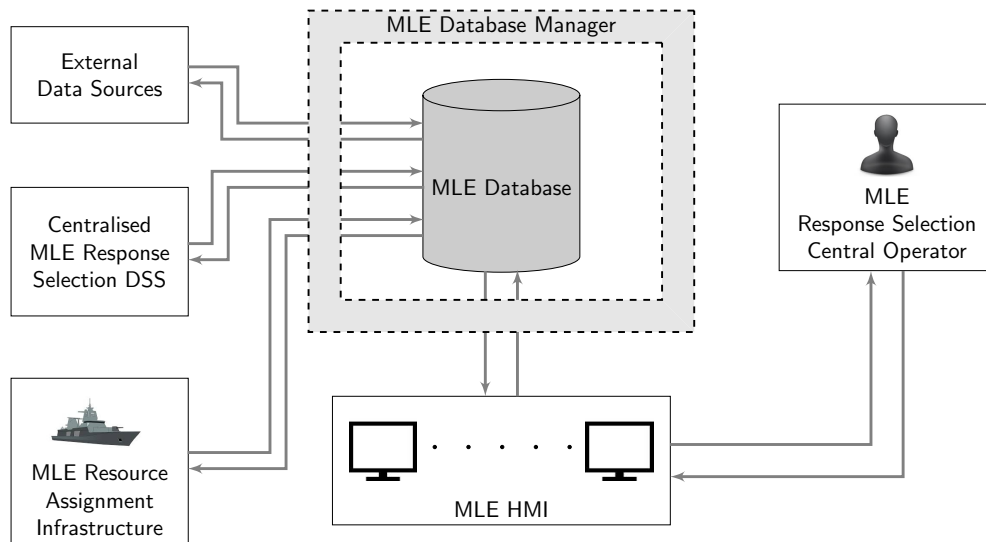 MLE Database Manager
External
Data Sources
MLE Database
Centralised
MLE Response
Selection DSS
MLE
Response Selection
Central Operator
MLE Resource
Assignment
Infrastructure
MLE HMI